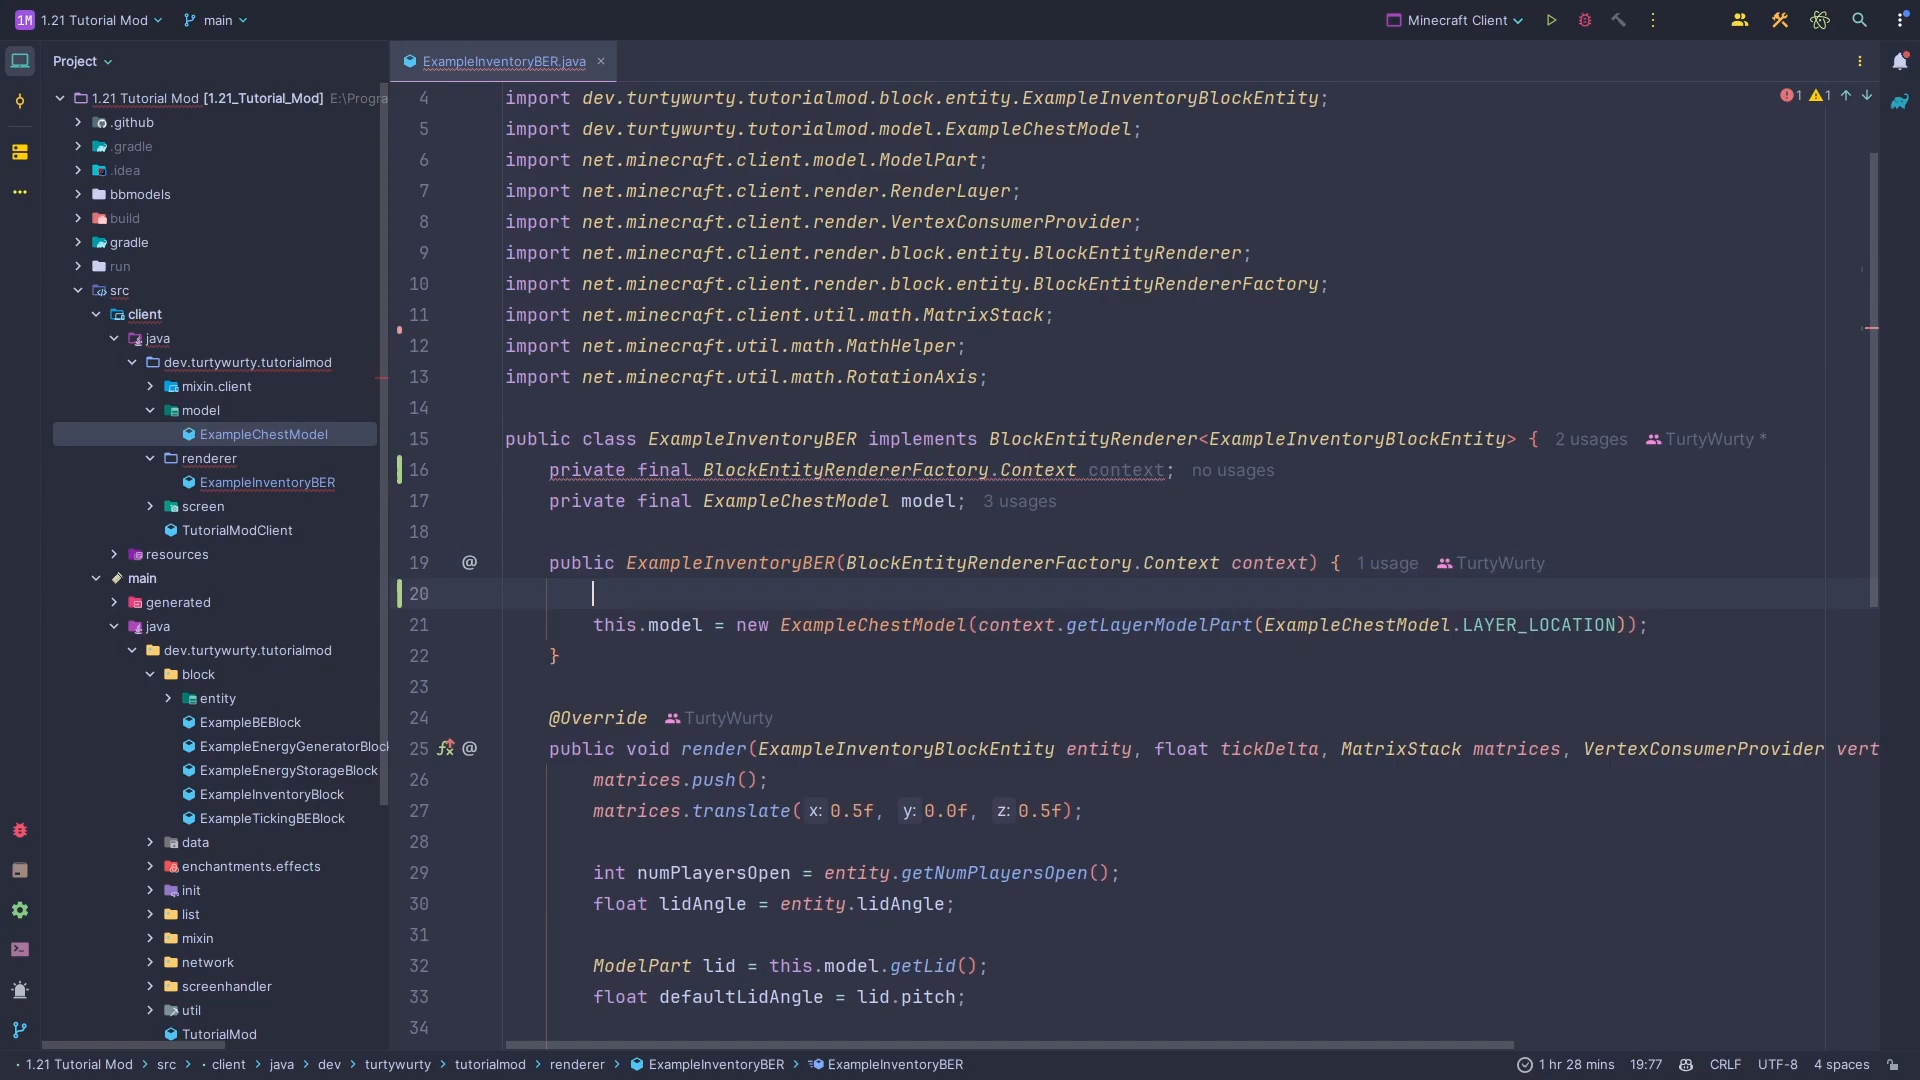 1M 1.21 Tutorial Mod main Minecraft Client
Project
ExampleInventoryBER.java
1.21 Tutorial Mod [1.21_Tutorial_Mod] E:\Progra
.github
.gradle
.idea
bbmodels
build
gradle
run
src
client
java
dev.turtywurty.tutorialmod
mixin.client
model
ExampleChestModel
renderer
ExampleInventoryBER
screen
TutorialModClient
resources
main
generated
java
dev.turtywurty.tutorialmod
block
entity
ExampleBEBlock
ExampleEnergyGeneratorBlock
ExampleEnergyStorageBlock
ExampleInventoryBlock
ExampleTickingBEBlock
data
enchantments.effects
init
list
mixin
network
screenhandler
util
TutorialMod
1 1
4 import dev.turtywurty.tutorialmod.block.entity.ExampleInventoryBlockEntity;
5 import dev.turtywurty.tutorialmod.model.ExampleChestModel;
6 import net.minecraft.client.model.ModelPart;
7 import net.minecraft.client.render.RenderLayer;
8 import net.minecraft.client.render.VertexConsumerProvider;
9 import net.minecraft.client.render.block.entity.BlockEntityRenderer;
10 import net.minecraft.client.render.block.entity.BlockEntityRendererFactory;
11 import net.minecraft.client.util.math.MatrixStack;
12 import net.minecraft.util.math.MathHelper;
13 import net.minecraft.util.math.RotationAxis;
14
15 public class ExampleInventoryBER implements BlockEntityRenderer<ExampleInventoryBlockEntity> { 2 usages TurtyWurty *
16 private final BlockEntityRendererFactory.Context context; no usages
17 private final ExampleChestModel model; 3 usages
18
19 @ public ExampleInventoryBER(BlockEntityRendererFactory.Context context) { 1 usage TurtyWurty
20
21 this.model = new ExampleChestModel(context.getLayerModelPart(ExampleChestModel.LAYER_LOCATION));
22 }
23
24 @Override TurtyWurty
25 @ public void render(ExampleInventoryBlockEntity entity, float tickDelta, MatrixStack matrices, VertexConsumerProvider vert
26 matrices.push();
27 matrices.translate( x: 0.5f, y: 0.0f, z: 0.5f);
28
29 int numPlayersOpen = entity.getNumPlayersOpen();
30 float lidAngle = entity.lidAngle;
31
32 ModelPart lid = this.model.getLid();
33 float defaultLidAngle = lid.pitch;
34
1.21 Tutorial Mod > src > client > java > dev > turtywurty > tutorialmod > renderer > ExampleInventoryBER > ExampleInventoryBER 1 hr 28 mins 19:77 CRLF UTF-8 4 spaces